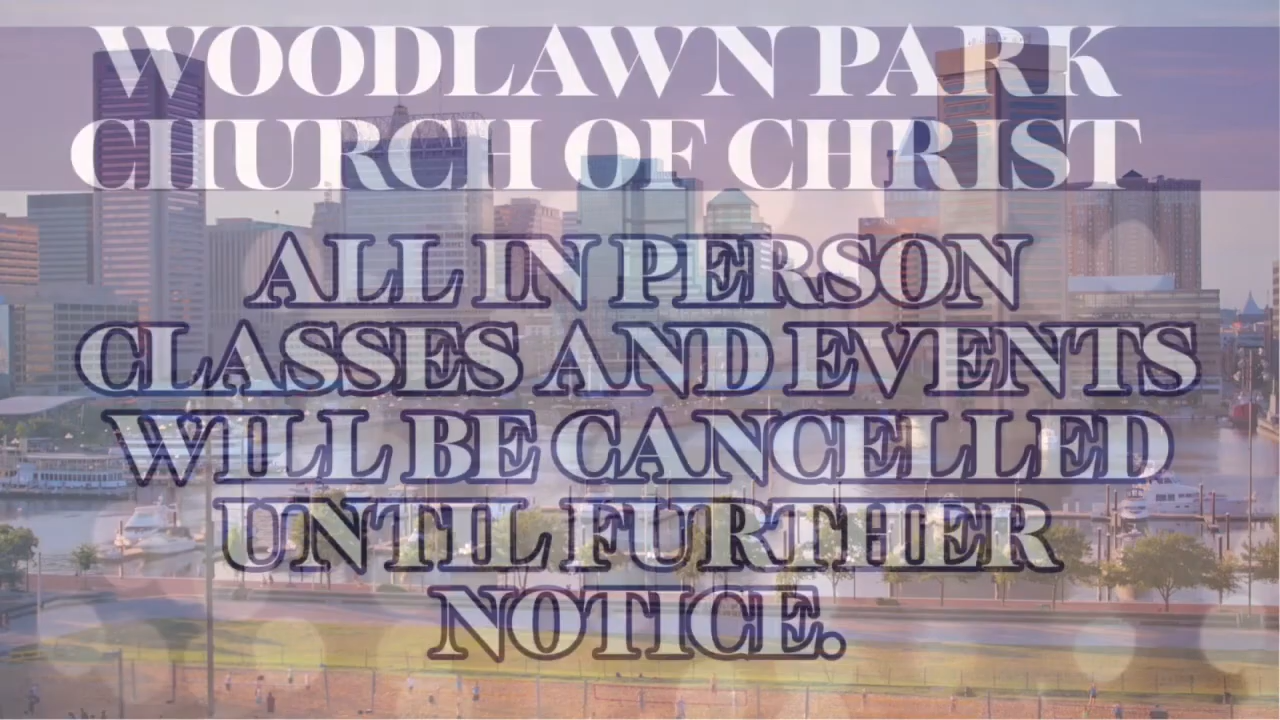 WOODLAWN PARK
CHURCH OF CHRIST
ALL IN PERSON
CLASSES AND EVENTS
WILL BE CANCELLED
UNTIL FURTHER
NOTICE.